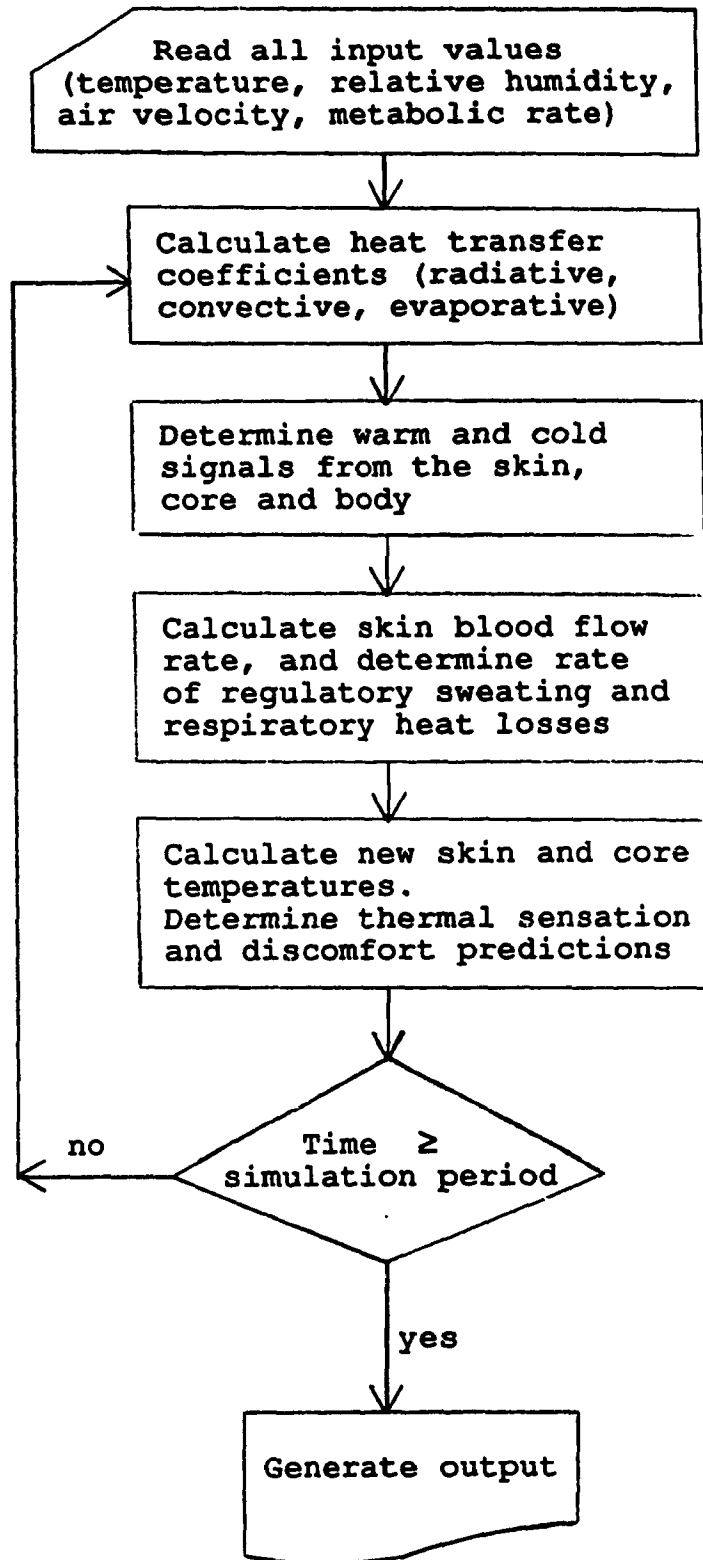 Read all input values
(temperature, relative humidity,
air velocity, metabolic rate)
Calculate heat transfer
coefficients (radiative,
convective, evaporative)
Determine warm and cold
signals from the skin,
core and body
Calculate skin blood flow
rate, and determine rate
of regulatory sweating and
respiratory heat losses
Calculate new skin and core
temperatures.
Determine thermal sensation
and discomfort predictions
no
Time ≥
simulation period
yes
Generate output